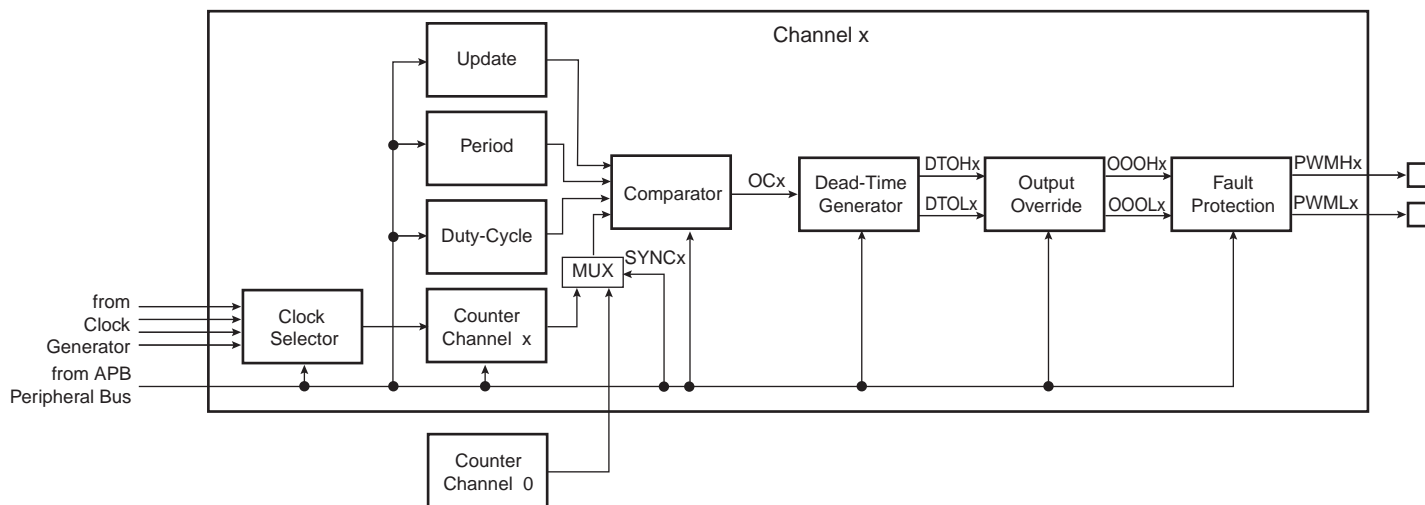 Channel x
Update
Period
Duty-Cycle
Comparator
OCx
Dead-Time
Generator
DTOHx
DTOLx
Output
Override
OOOHx
OOOLx
Fault
Protection
PWMHx
PWMLx
MUX
SYNCx
from
Clock
Generator
Clock
Selector
Counter
Channel x
from APB
Peripheral Bus
Counter
Channel 0